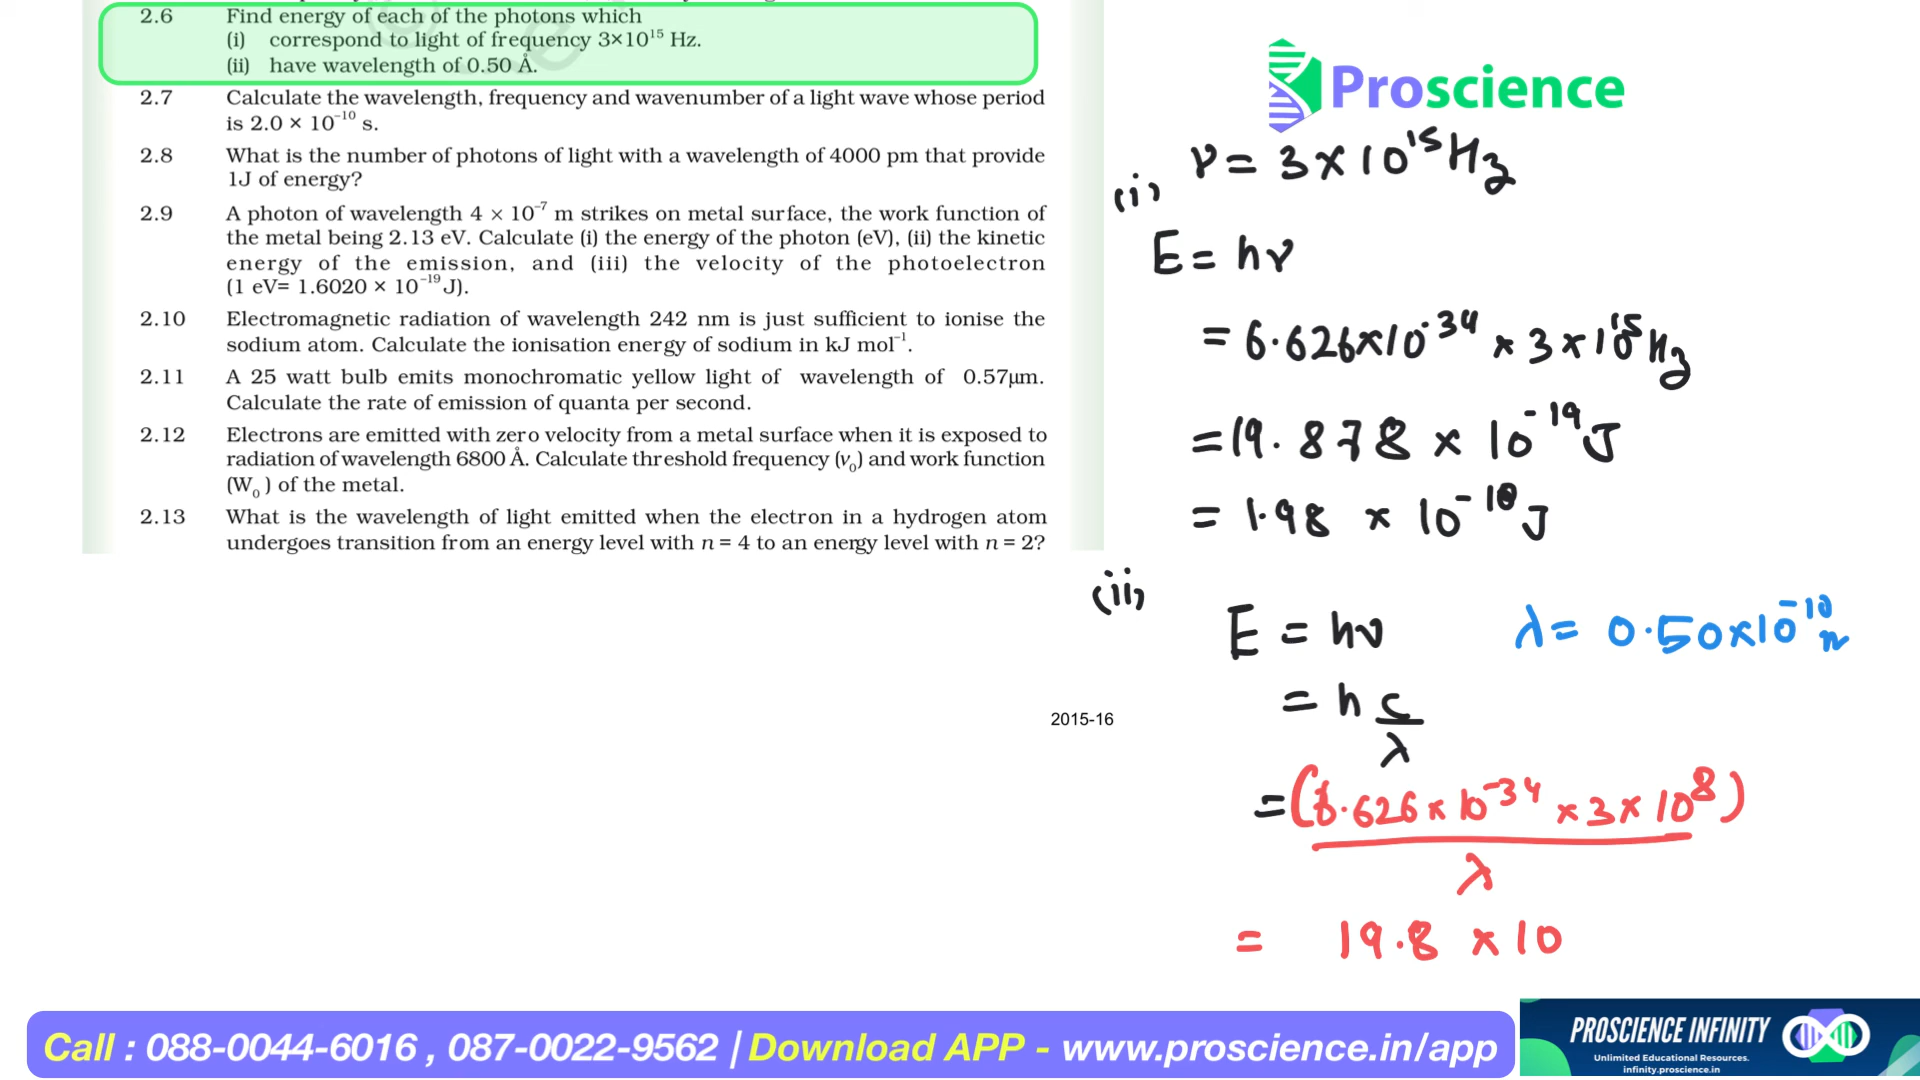 2.6 Find energy of each of the photons which
(i) correspond to light of frequency 3×10¹⁵ Hz.
(ii) have wavelength of 0.50 Å.
2.7 Calculate the wavelength, frequency and wavenumber of a light wave whose period
is 2.0 × 10⁻¹⁰ s.
2.8 What is the number of photons of light with a wavelength of 4000 pm that provide
1J of energy?
2.9 A photon of wavelength 4 × 10⁻⁷ m strikes on metal surface, the work function of
the metal being 2.13 eV. Calculate (i) the energy of the photon (eV), (ii) the kinetic
energy of the emission, and (iii) the velocity of the photoelectron
(1 eV= 1.6020 × 10⁻¹⁹ J).
2.10 Electromagnetic radiation of wavelength 242 nm is just sufficient to ionise the
sodium atom. Calculate the ionisation energy of sodium in kJ mol⁻¹.
2.11 A 25 watt bulb emits monochromatic yellow light of wavelength of 0.57μm.
Calculate the rate of emission of quanta per second.
2.12 Electrons are emitted with zero velocity from a metal surface when it is exposed to
radiation of wavelength 6800 Å. Calculate threshold frequency (ν₀) and work function
(W₀ ) of the metal.
2.13 What is the wavelength of light emitted when the electron in a hydrogen atom
undergoes transition from an energy level with n = 4 to an energy level with n = 2?
2015-16
Proscience
(i) ν = 3 × 10¹⁵ Hz
E = hν
= 6.626×10⁻³⁴ × 3 × 10¹⁵ Hz
= 19.878 × 10⁻¹⁹ J
= 1.98 × 10⁻¹⁸ J
(ii)
E = hν λ = 0.50×10⁻¹⁰ m
= h c/λ
= (6.626 × 10⁻³⁴ × 3 × 10⁸)
λ
= 19.8 × 10
Call : 088-0044-6016 , 087-0022-9562 | Download APP - www.proscience.in/app
PROSCIENCE INFINITY
Unlimited Educational Resources.
infinity.proscience.in